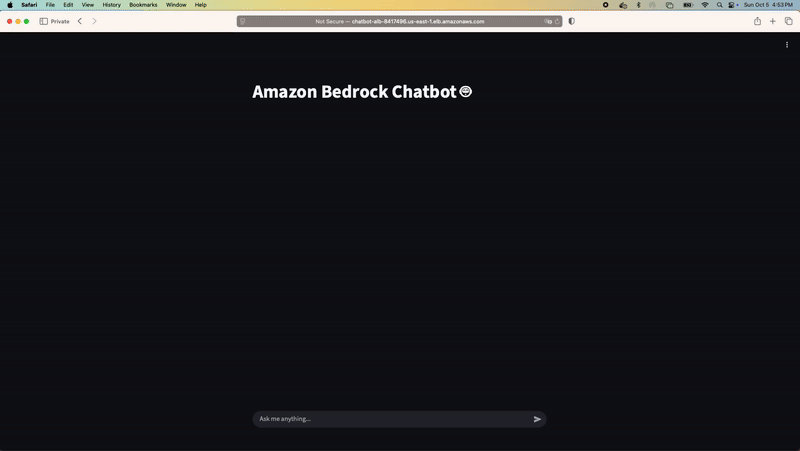 Safari File Edit View History Bookmarks Window Help Sun Oct 5 4:53 PM
Private Not Secure — chatbot-alb-8417496.us-east-1.elb.amazonaws.com
Amazon Bedrock Chatbot
Ask me anything...